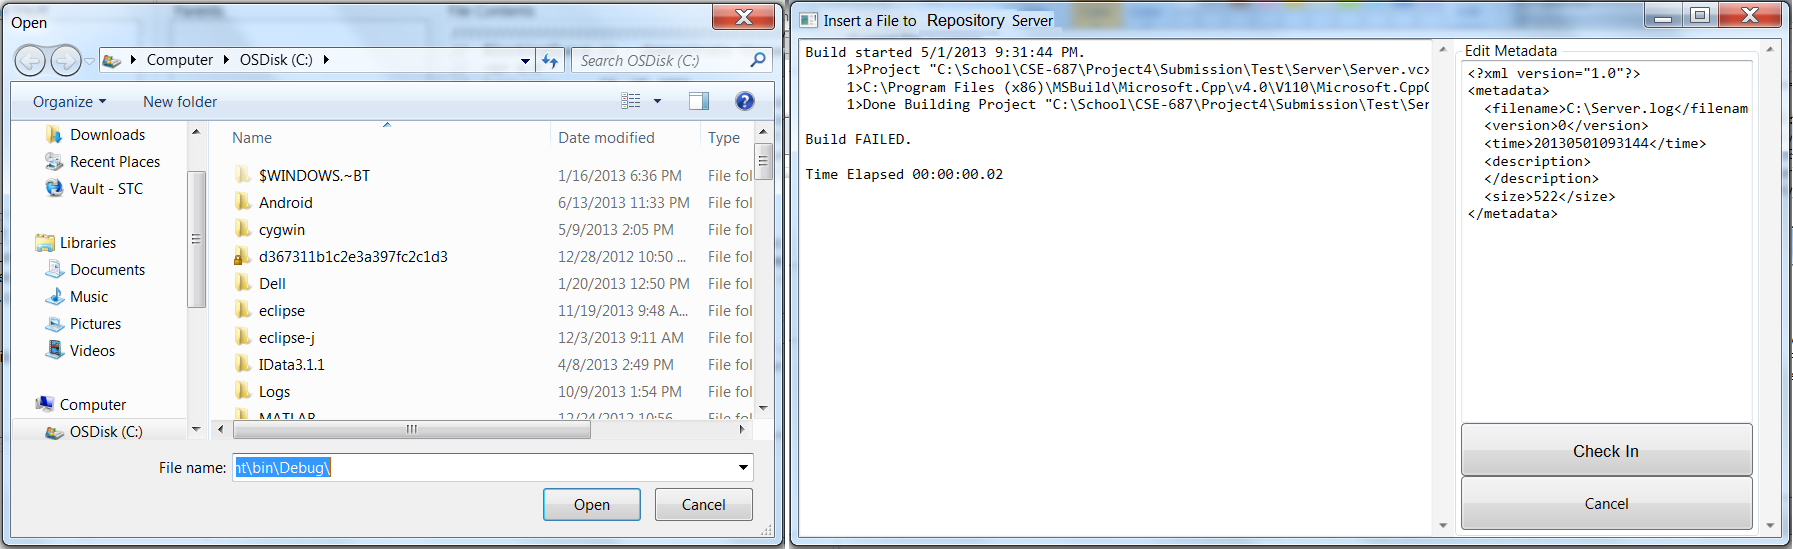 Open
Computer OSDisk (C:)
Search OSDisk (C:)
Organize New folder
Downloads
Recent Places
Vault - STC
Libraries
Documents
Music
Pictures
Videos
Computer
OSDisk (C:)
Name Date modified Type
$WINDOWS.~BT 1/16/2013 6:36 PM File fol
Android 6/13/2013 11:33 PM File fol
cygwin 5/9/2013 2:05 PM File fol
d367311b1c2e3a397fc2c1d3 12/28/2012 10:50 ... File fol
Dell 1/20/2013 12:50 PM File fol
eclipse 11/19/2013 9:48 A... File fol
eclipse-j 12/3/2013 9:11 AM File fol
IData3.1.1 4/8/2013 2:49 PM File fol
Logs 10/9/2013 1:54 PM File fol
MATLAB 12/24/2012 10:56 File fol
File name: nt\bin\Debug\
Open Cancel
Insert a File to Repository Server
Build started 5/1/2013 9:31:44 PM.
1>Project "C:\School\CSE-687\Project4\Submission\Test\Server\Server.vcx
1>C:\Program Files (x86)\MSBuild\Microsoft.Cpp\v4.0\V110\Microsoft.CppC
1>Done Building Project "C:\School\CSE-687\Project4\Submission\Test\Ser
Build FAILED.
Time Elapsed 00:00:00.02
Edit Metadata
<?xml version="1.0"?>
<metadata>
<filename>C:\Server.log</filenam
<version>0</version>
<time>20130501093144</time>
<description>
</description>
<size>522</size>
</metadata>
Check In
Cancel